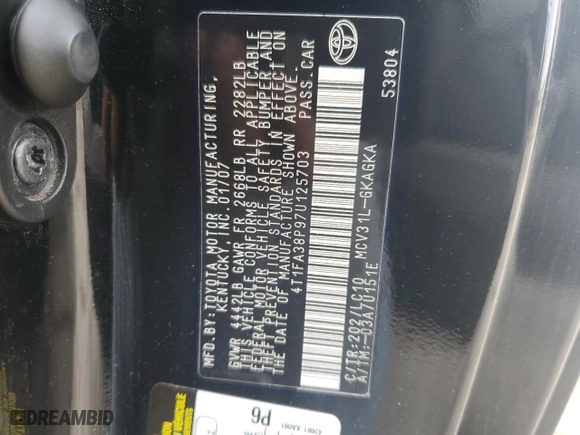 MFD.BY:TOYOTA MOTOR MANUFACTURING,
KENTUCKY, INC. 01/07
GVWR 4442LB GAWR FR 2668LB RR 2282LB
THIS VEHICLE CONFORMS TO ALL APPLICABLE
FEDERAL MOTOR VEHICLE SAFETY, BUMPER AND
THEFT PREVENTION STANDARDS IN EFFECT ON
THE DATE OF MANUFACTURE SHOWN ABOVE.
4T1FA38P97U125703 PASS.CAR
C/TR:202/LC10 MCV31L-GKAGKA
A/TM:-03A/U151E
53804
P6
DREAMBID